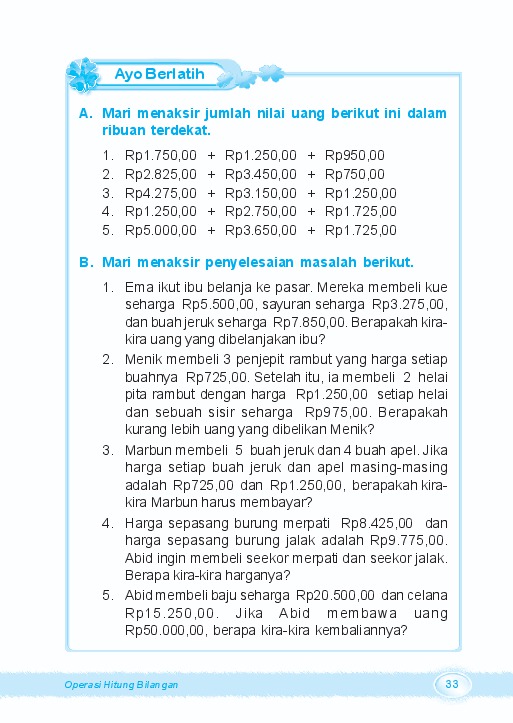 Ayo Berlatih
A. Mari menaksir jumlah nilai uang berikut ini dalam
ribuan terdekat.
1. Rp1.750,00 + Rp1.250,00 + Rp950,00
2. Rp2.825,00 + Rp3.450,00 + Rp750,00
3. Rp4.275,00 + Rp3.150,00 + Rp1.250,00
4. Rp1.250,00 + Rp2.750,00 + Rp1.725,00
5. Rp5.000,00 + Rp3.650,00 + Rp1.725,00
B. Mari menaksir penyelesaian masalah berikut.
1. Ema ikut ibu belanja ke pasar. Mereka membeli kue
seharga Rp5.500,00, sayuran seharga Rp3.275,00,
dan buah jeruk seharga Rp7.850,00. Berapakah kira-
kira uang yang dibelanjakan ibu?
2. Menik membeli 3 penjepit rambut yang harga setiap
buahnya Rp725,00. Setelah itu, ia membeli 2 helai
pita rambut dengan harga Rp1.250,00 setiap helai
dan sebuah sisir seharga Rp975,00. Berapakah
kurang lebih uang yang dibelikan Menik?
3. Marbun membeli 5 buah jeruk dan 4 buah apel. Jika
harga setiap buah jeruk dan apel masing-masing
adalah Rp725,00 dan Rp1.250,00, berapakah kira-
kira Marbun harus membayar?
4. Harga sepasang burung merpati Rp8.425,00 dan
harga sepasang burung jalak adalah Rp9.775,00.
Abid ingin membeli seekor merpati dan seekor jalak.
Berapa kira-kira harganya?
5. Abid membeli baju seharga Rp20.500,00 dan celana
Rp15.250,00. Jika Abid membawa uang
Rp50.000,00, berapa kira-kira kembaliannya?
Operasi Hitung Bilangan
33